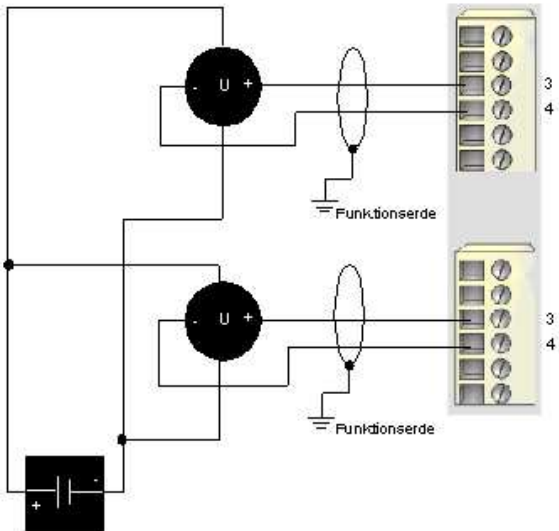 - U +
3
4
Funktionserde
- U +
3
4
Funktionserde
+ -